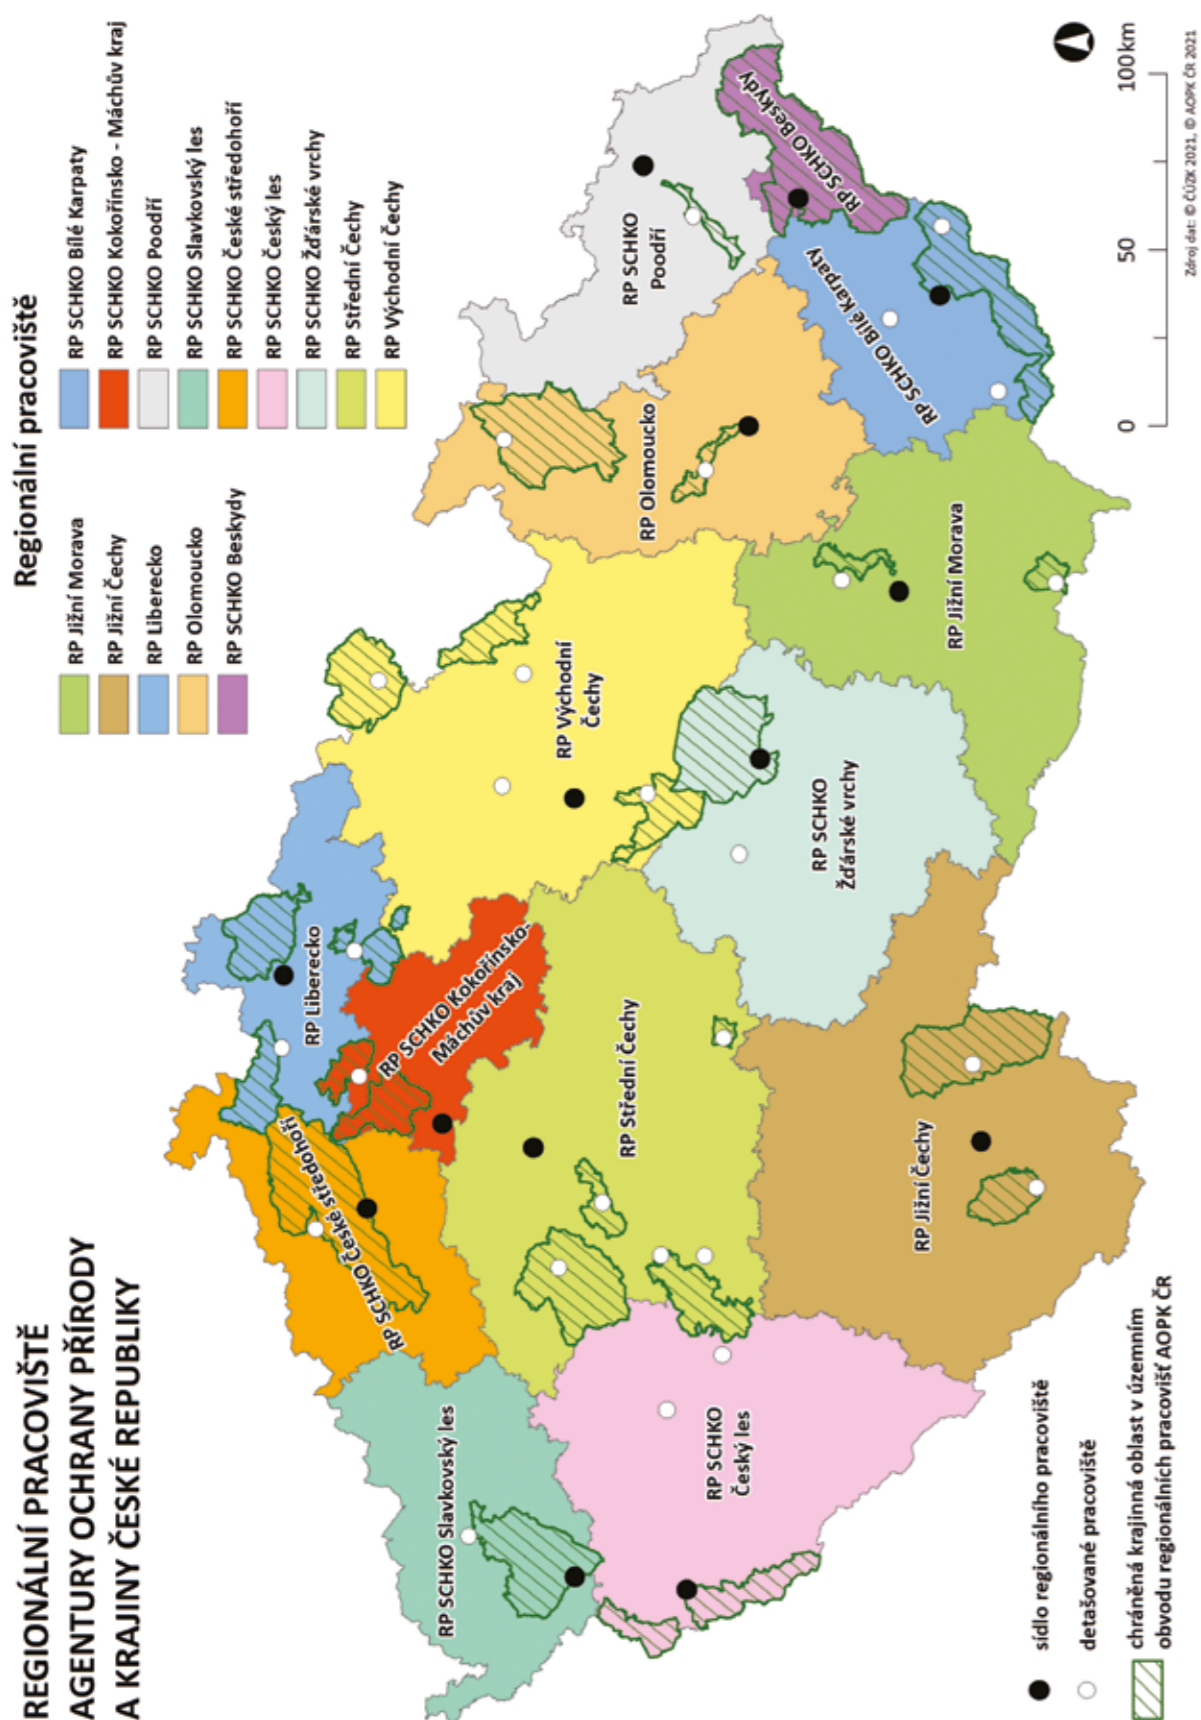 REGIONÁLNÍ PRACOVIŠTĚ
AGENTURY OCHRANY PŘÍRODY
A KRAJINY ČESKÉ REPUBLIKY
Regionální pracoviště
RP Jižní Morava
RP Jižní Čechy
RP Liberecko
RP Olomoucko
RP SCHKO Beskydy
RP SCHKO Bílé Karpaty
RP SCHKO Kokořínsko - Máchův kraj
RP SCHKO Poodří
RP SCHKO Slavkovský les
RP SCHKO České středohoří
RP SCHKO Český les
RP SCHKO Žďárské vrchy
RP Střední Čechy
RP Východní Čechy
RP SCHKO České středohoří
RP Liberecko
RP SCHKO Kokořínsko-
Máchův kraj
RP SCHKO Slavkovský les
RP Východní
Čechy
RP Střední Čechy
RP SCHKO
Český les
RP SCHKO
Žďárské vrchy
RP Jižní Čechy
RP Jižní Morava
RP Olomoucko
RP SCHKO
Poodří
RP SCHKO Beskydy
RP SCHKO Bílé Karpaty
sídlo regionálního pracoviště
detašované pracoviště
chráněná krajinná oblast v územním
obvodu regionálních pracovišť AOPK ČR
0 50 100 km
Zdroj dat: © ČÚZK 2021, © AOPK ČR 2021